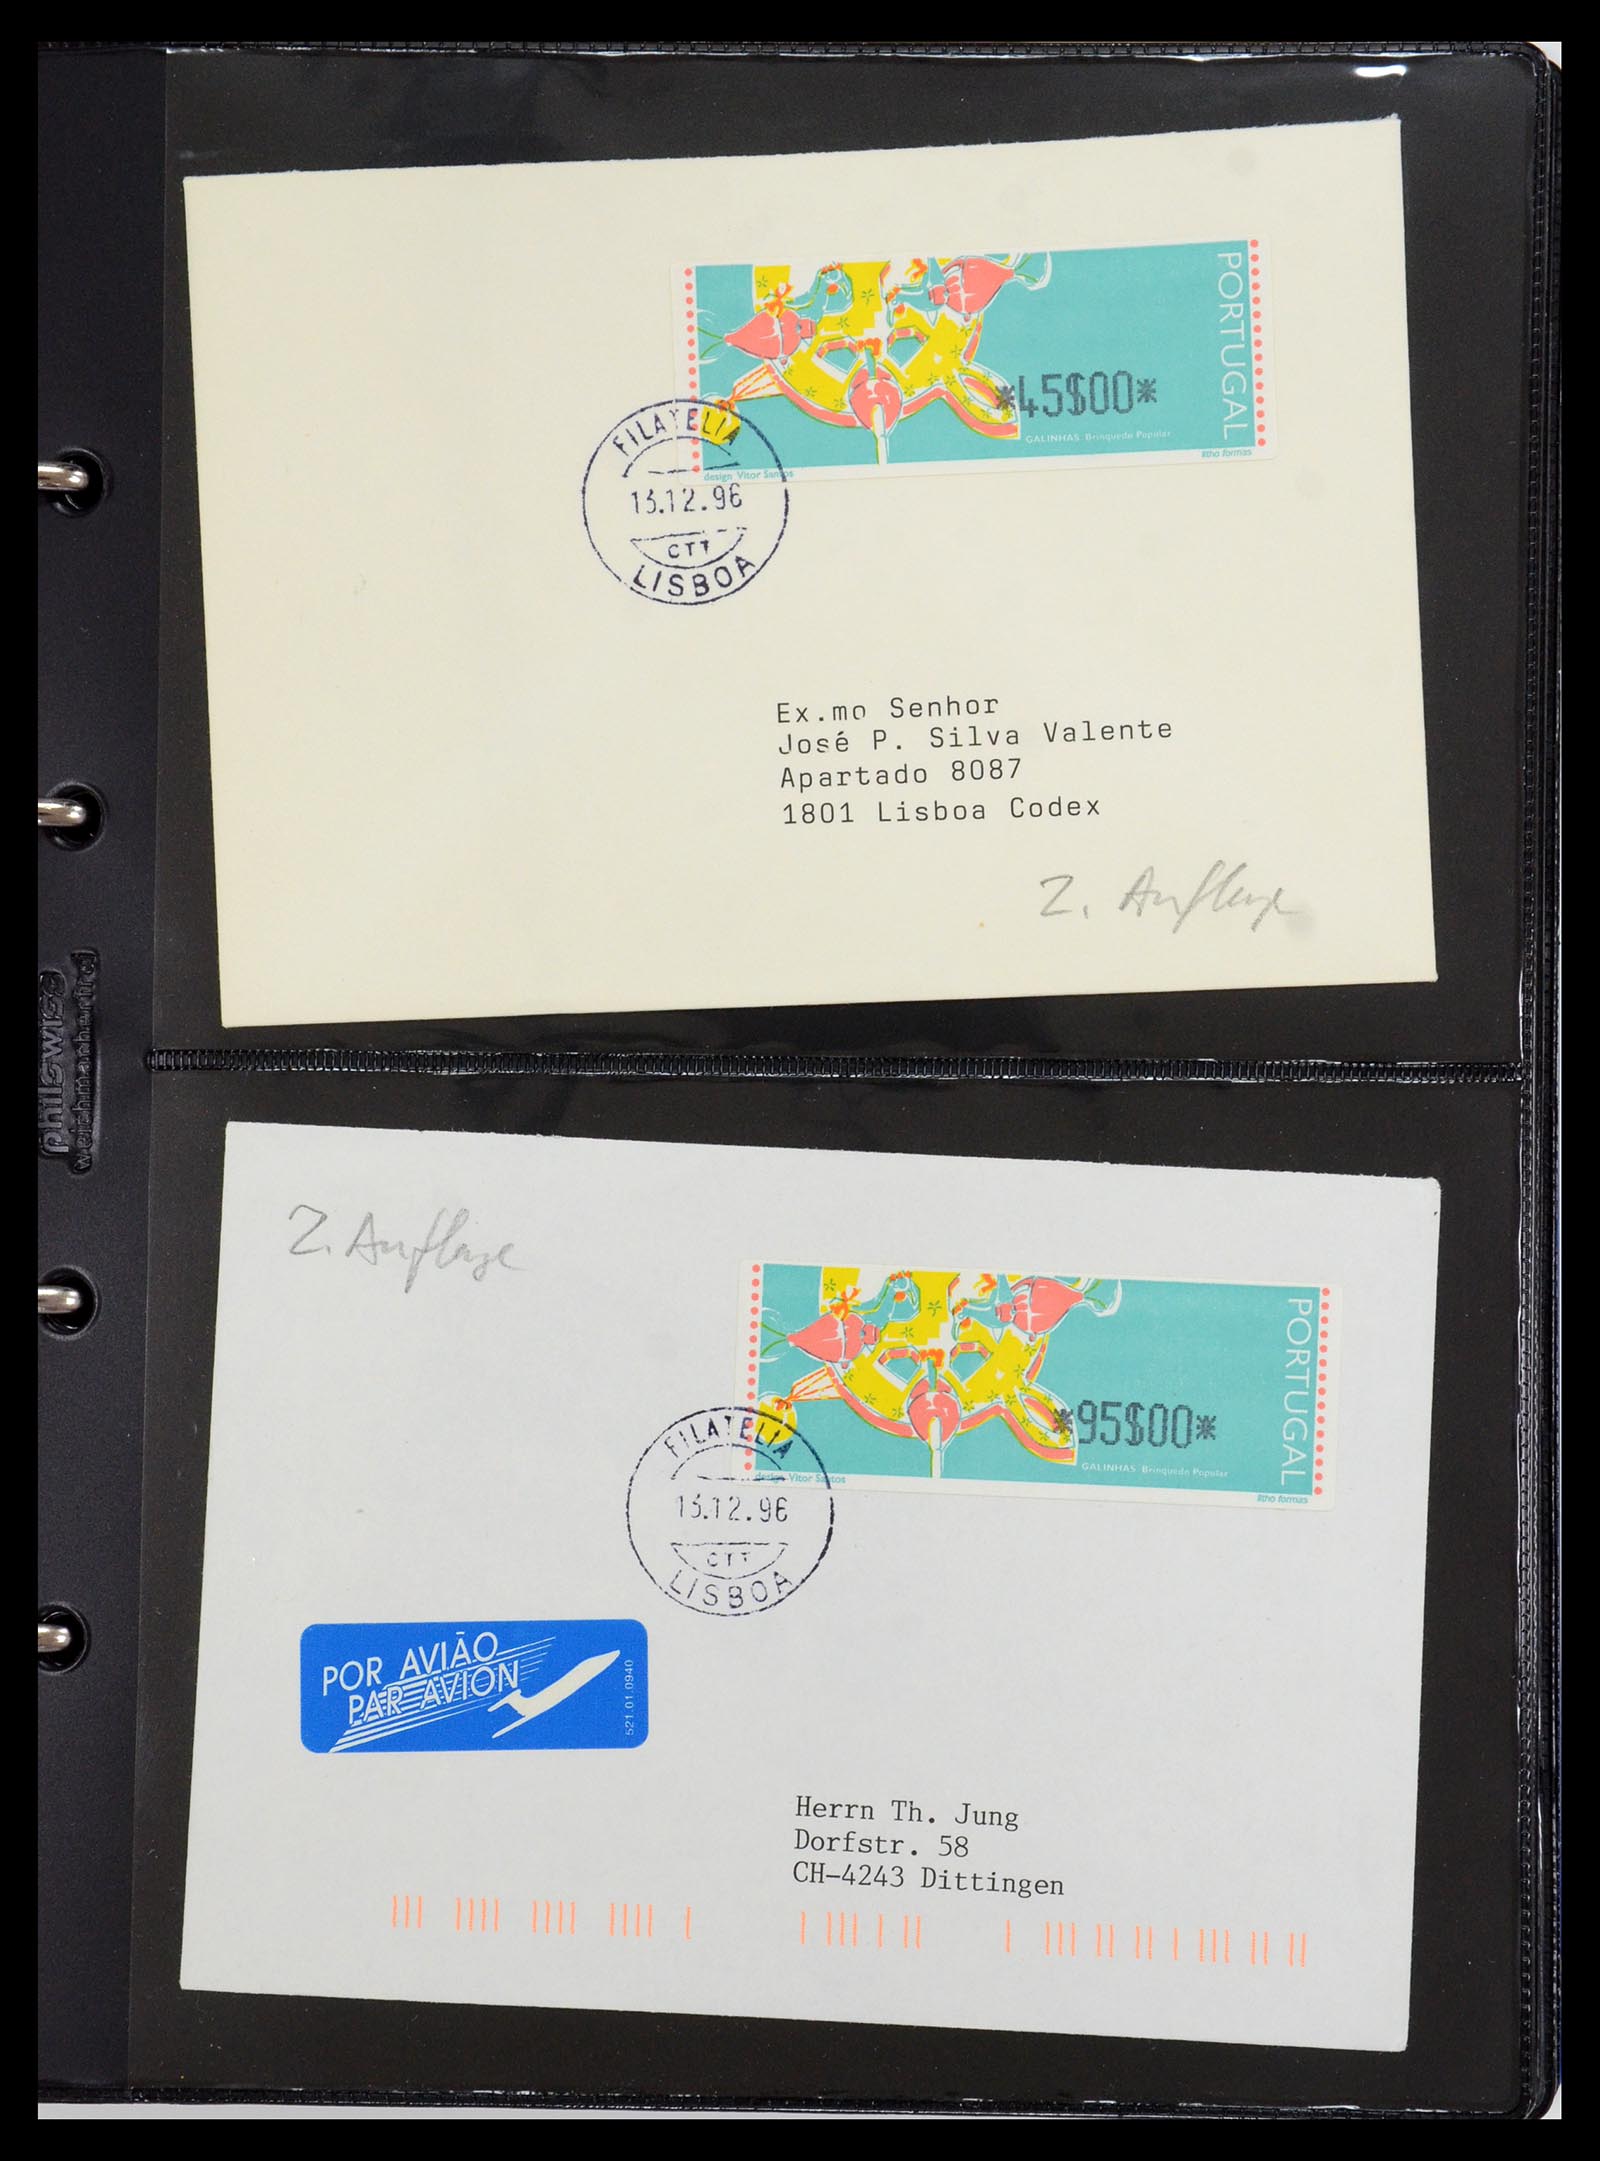 PORTUGAL
*45$00*
GALINHAS Brinquedo Popular
litho formas
design Vitor Santos
FILATELIA
13.12.96
CTT
LISBOA
Ex.mo Senhor
José P. Silva Valente
Apartado 8087
1801 Lisboa Codex
2. Auflage
philswiss
2. Auflage
PORTUGAL
*95$00*
GALINHAS Brinquedo Popular
litho formas
design Vitor Santos
FILATELIA
13.12.96
CTT
LISBOA
POR AVIÃO
PAR AVION
521.01.0940
Herrn Th. Jung
Dorfstr. 58
CH-4243 Dittingen